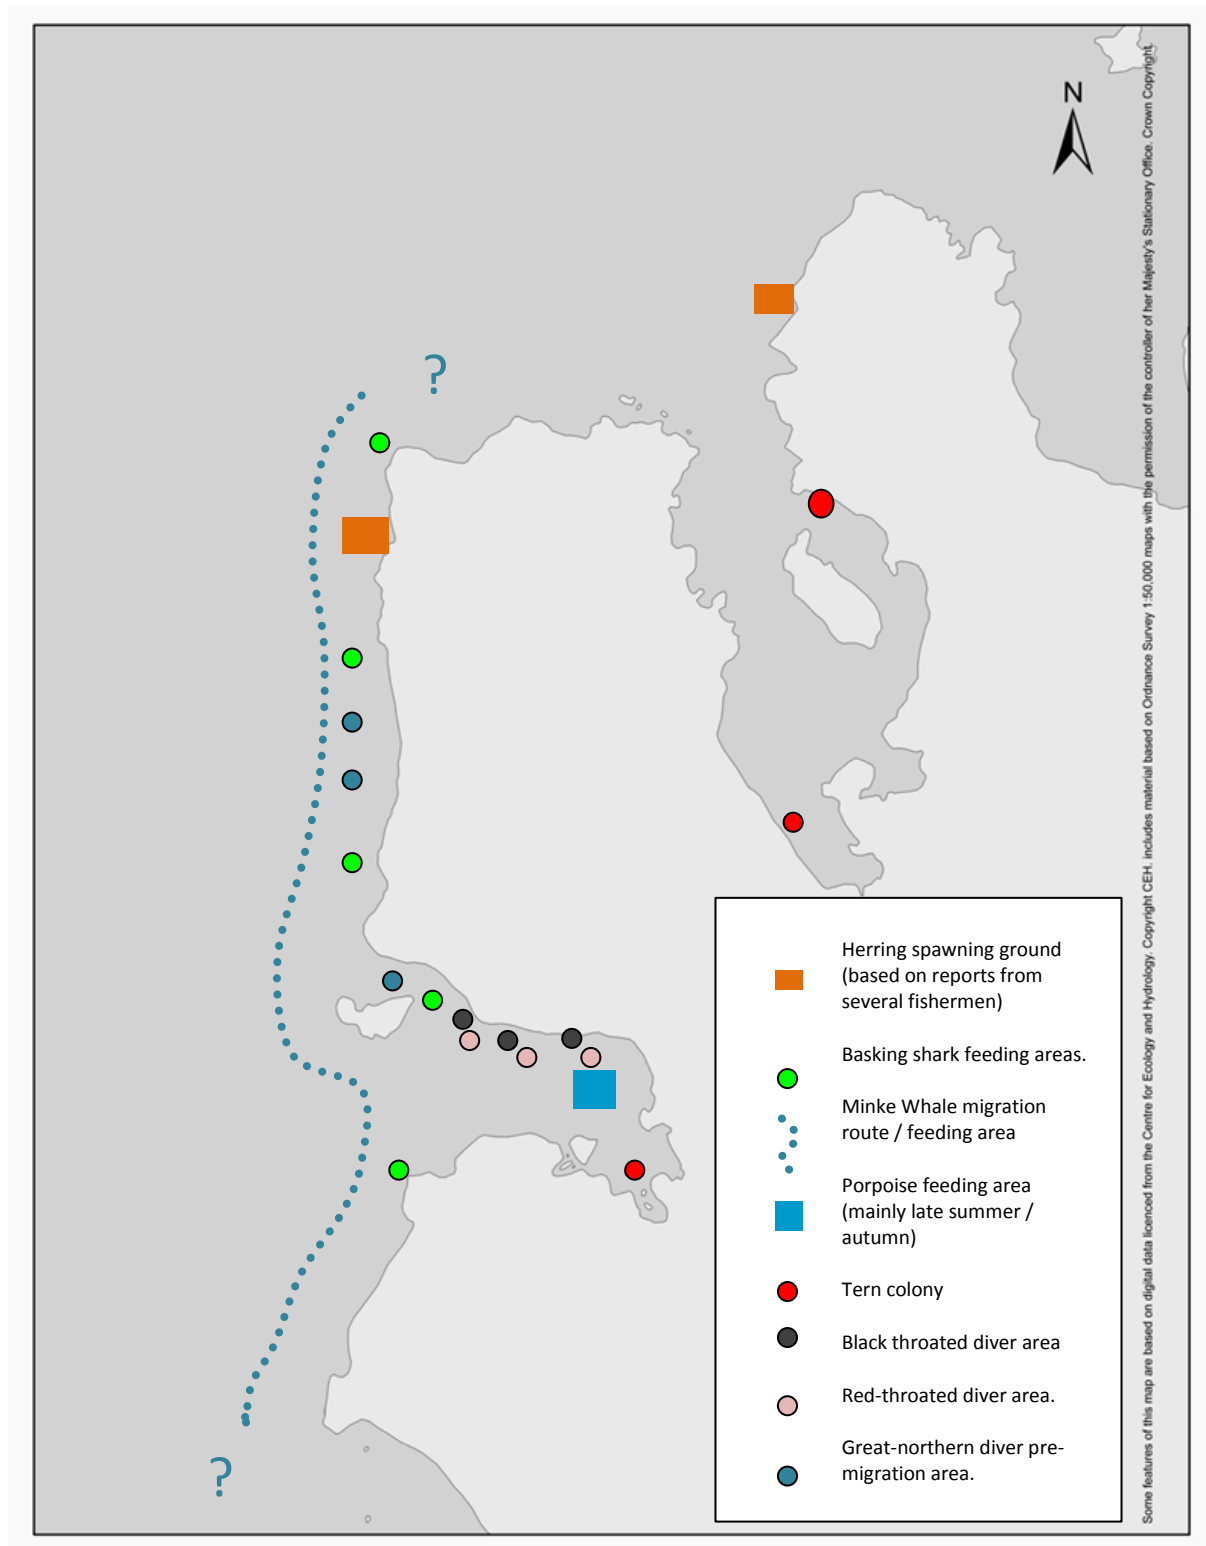 N
?
Herring spawning ground
(based on reports from
several fishermen)
Basking shark feeding areas.
Minke Whale migration
route / feeding area
Porpoise feeding area
(mainly late summer /
autumn)
Tern colony
Black throated diver area
Red-throated diver area.
Great-northern diver pre-
migration area.
?
Some features of this map are based on digital data licenced from the Centre for Ecology and Hydrology. Copyright CEH. includes material based on Ordnance Survey 1:50,000 maps with the permission of the controller of her Majesty's Stationary Office. Crown Copyright.